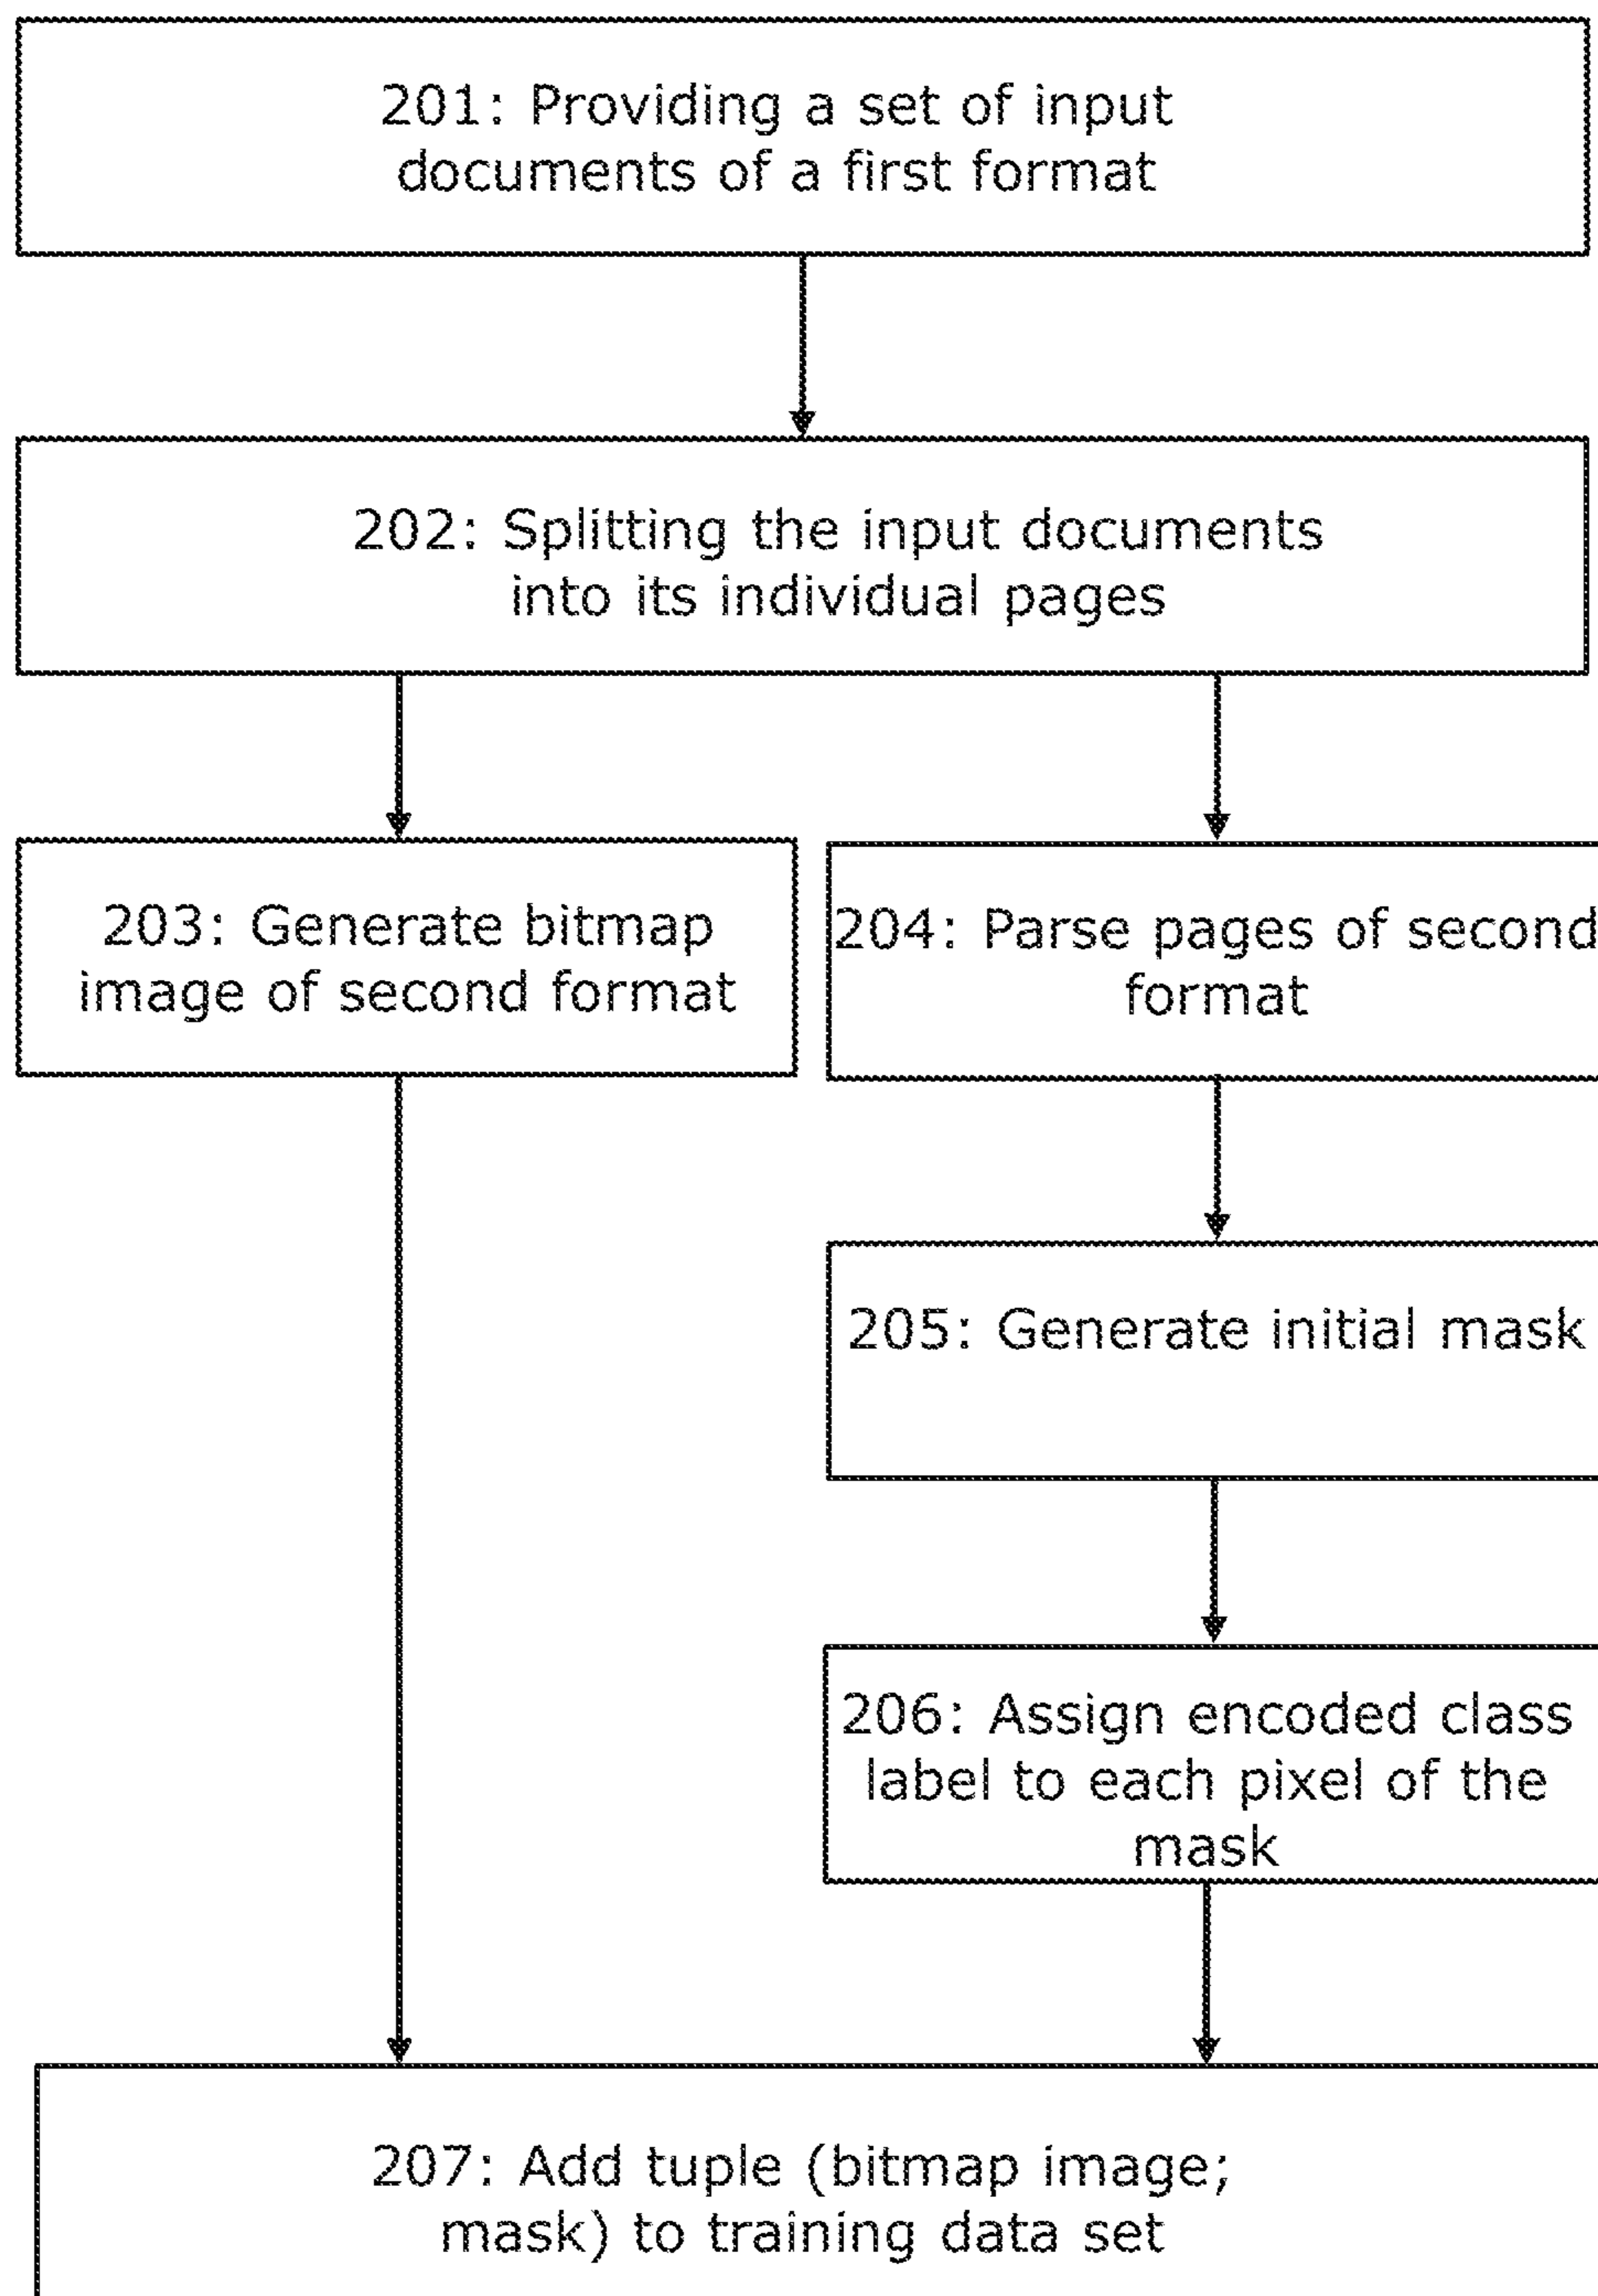 201: Providing a set of input
documents of a first format
202: Splitting the input documents
into its individual pages
203: Generate bitmap
image of second format
204: Parse pages of second
format
205: Generate initial mask
206: Assign encoded class
label to each pixel of the
mask
207: Add tuple (bitmap image;
mask) to training data set